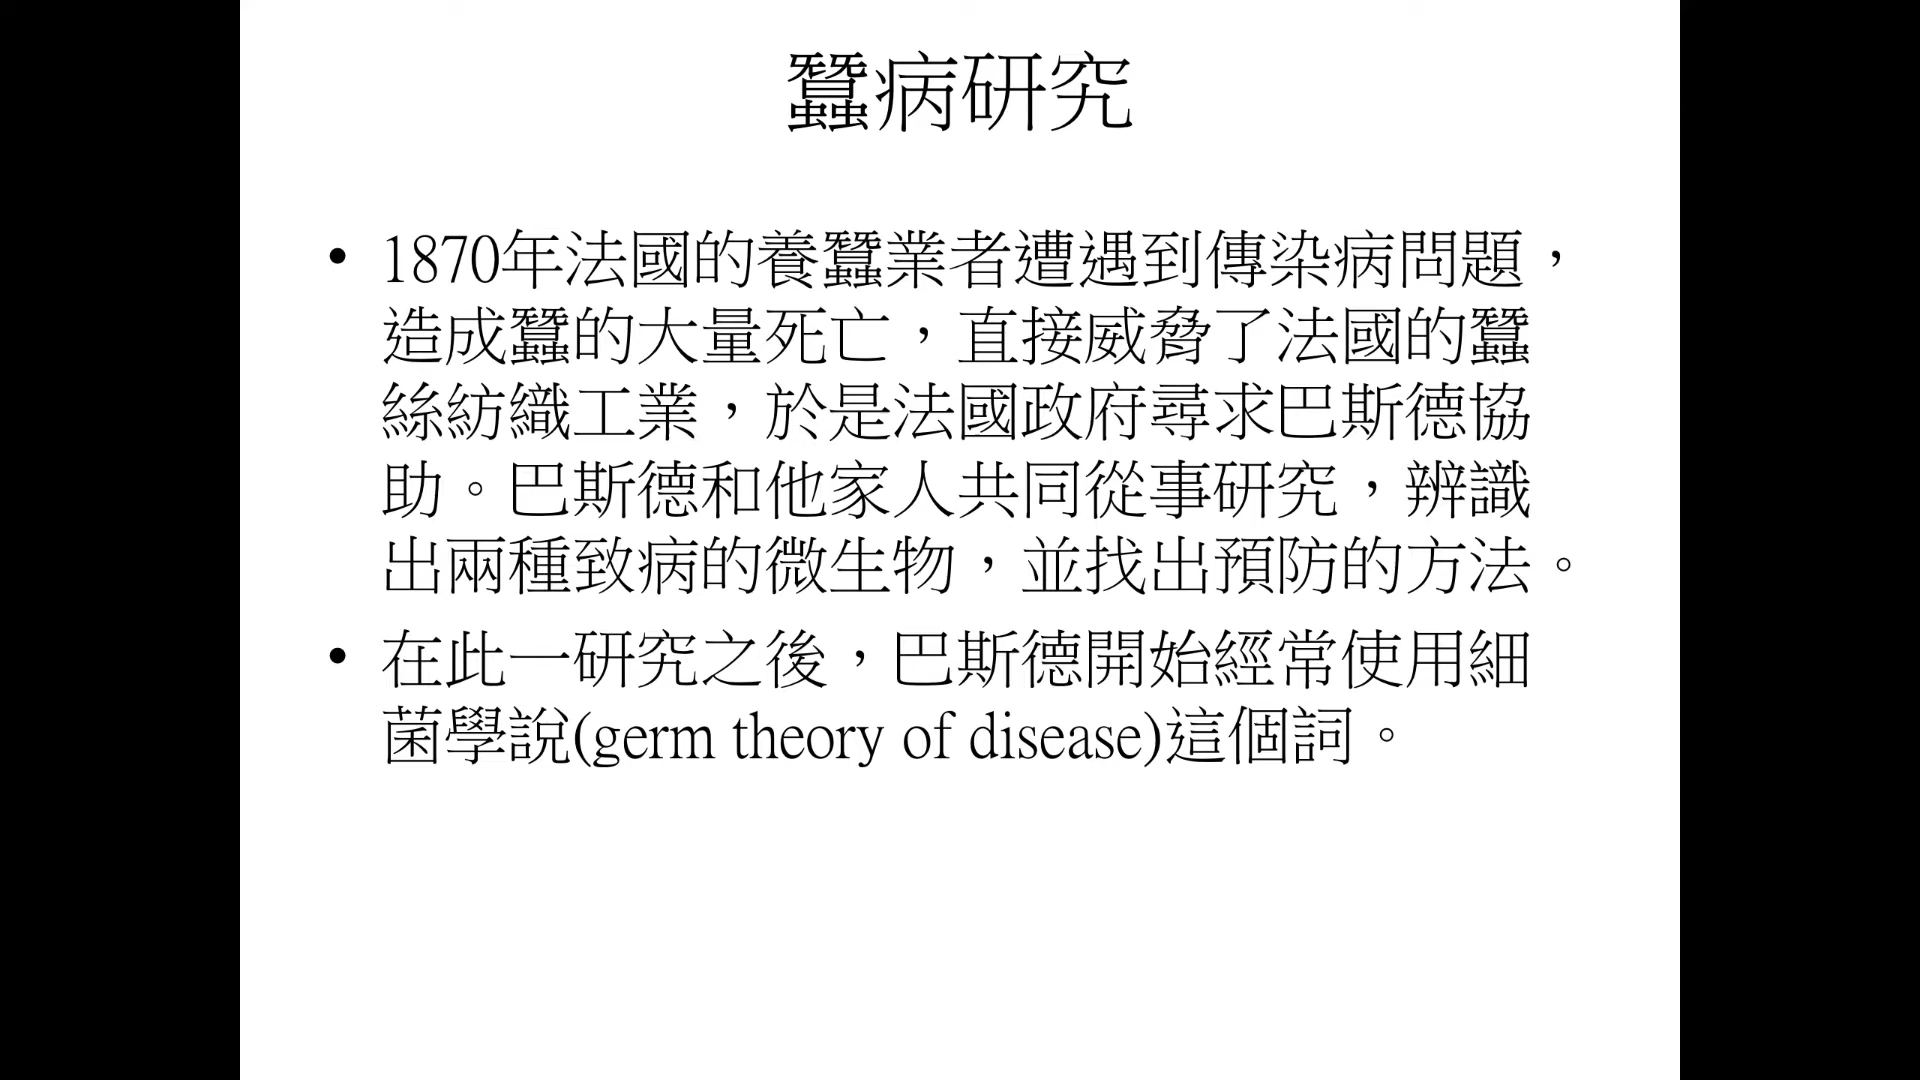 蠶病研究
• 1870年法國的養蠶業者遭遇到傳染病問題，
造成蠶的大量死亡，直接威脅了法國的蠶
絲紡織工業，於是法國政府尋求巴斯德協
助。巴斯德和他家人共同從事研究，辨識
出兩種致病的微生物，並找出預防的方法。
• 在此一研究之後，巴斯德開始經常使用細
菌學說(germ theory of disease)這個詞。